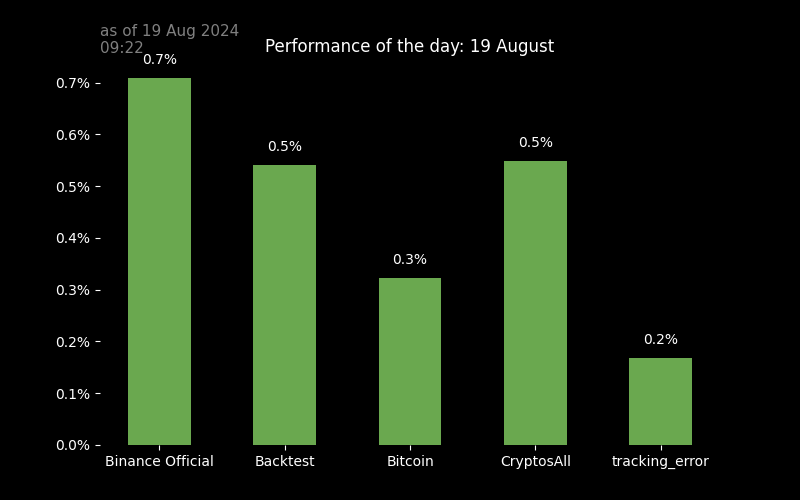 as of 19 Aug 2024
09:22
Performance of the day: 19 August
0.7%
0.5%
0.3%
0.5%
0.2%
0.7%
0.6%
0.5%
0.4%
0.3%
0.2%
0.1%
0.0%
Binance Official
Backtest
Bitcoin
CryptosAll
tracking_error